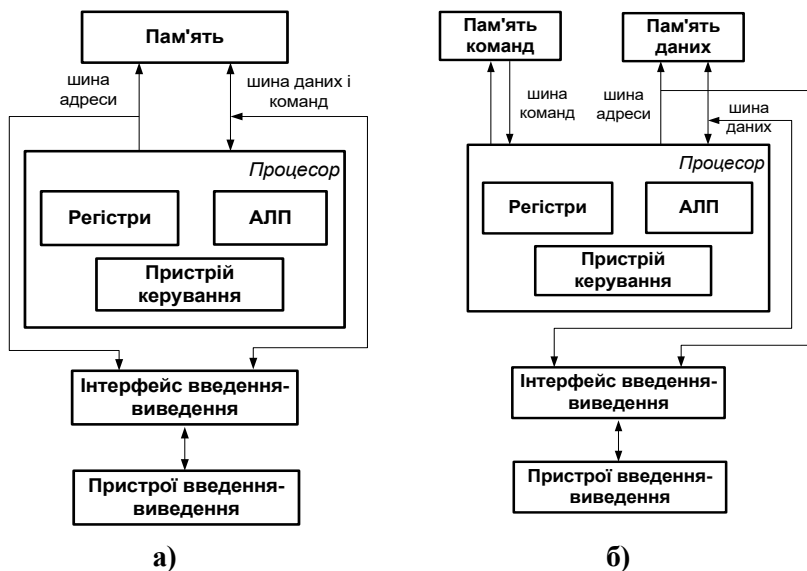 Пам'ять
шина
адреси
шина даних і
команд
Процесор
Регістри
АЛП
Пристрій
керування
Інтерфейс введення-
виведення
Пристрої введення-
виведення
а)
Пам'ять
команд
Пам'ять
даних
шина
команд
шина
адреси
шина
даних
Процесор
Регістри
АЛП
Пристрій
керування
Інтерфейс введення-
виведення
Пристрої введення-
виведення
б)